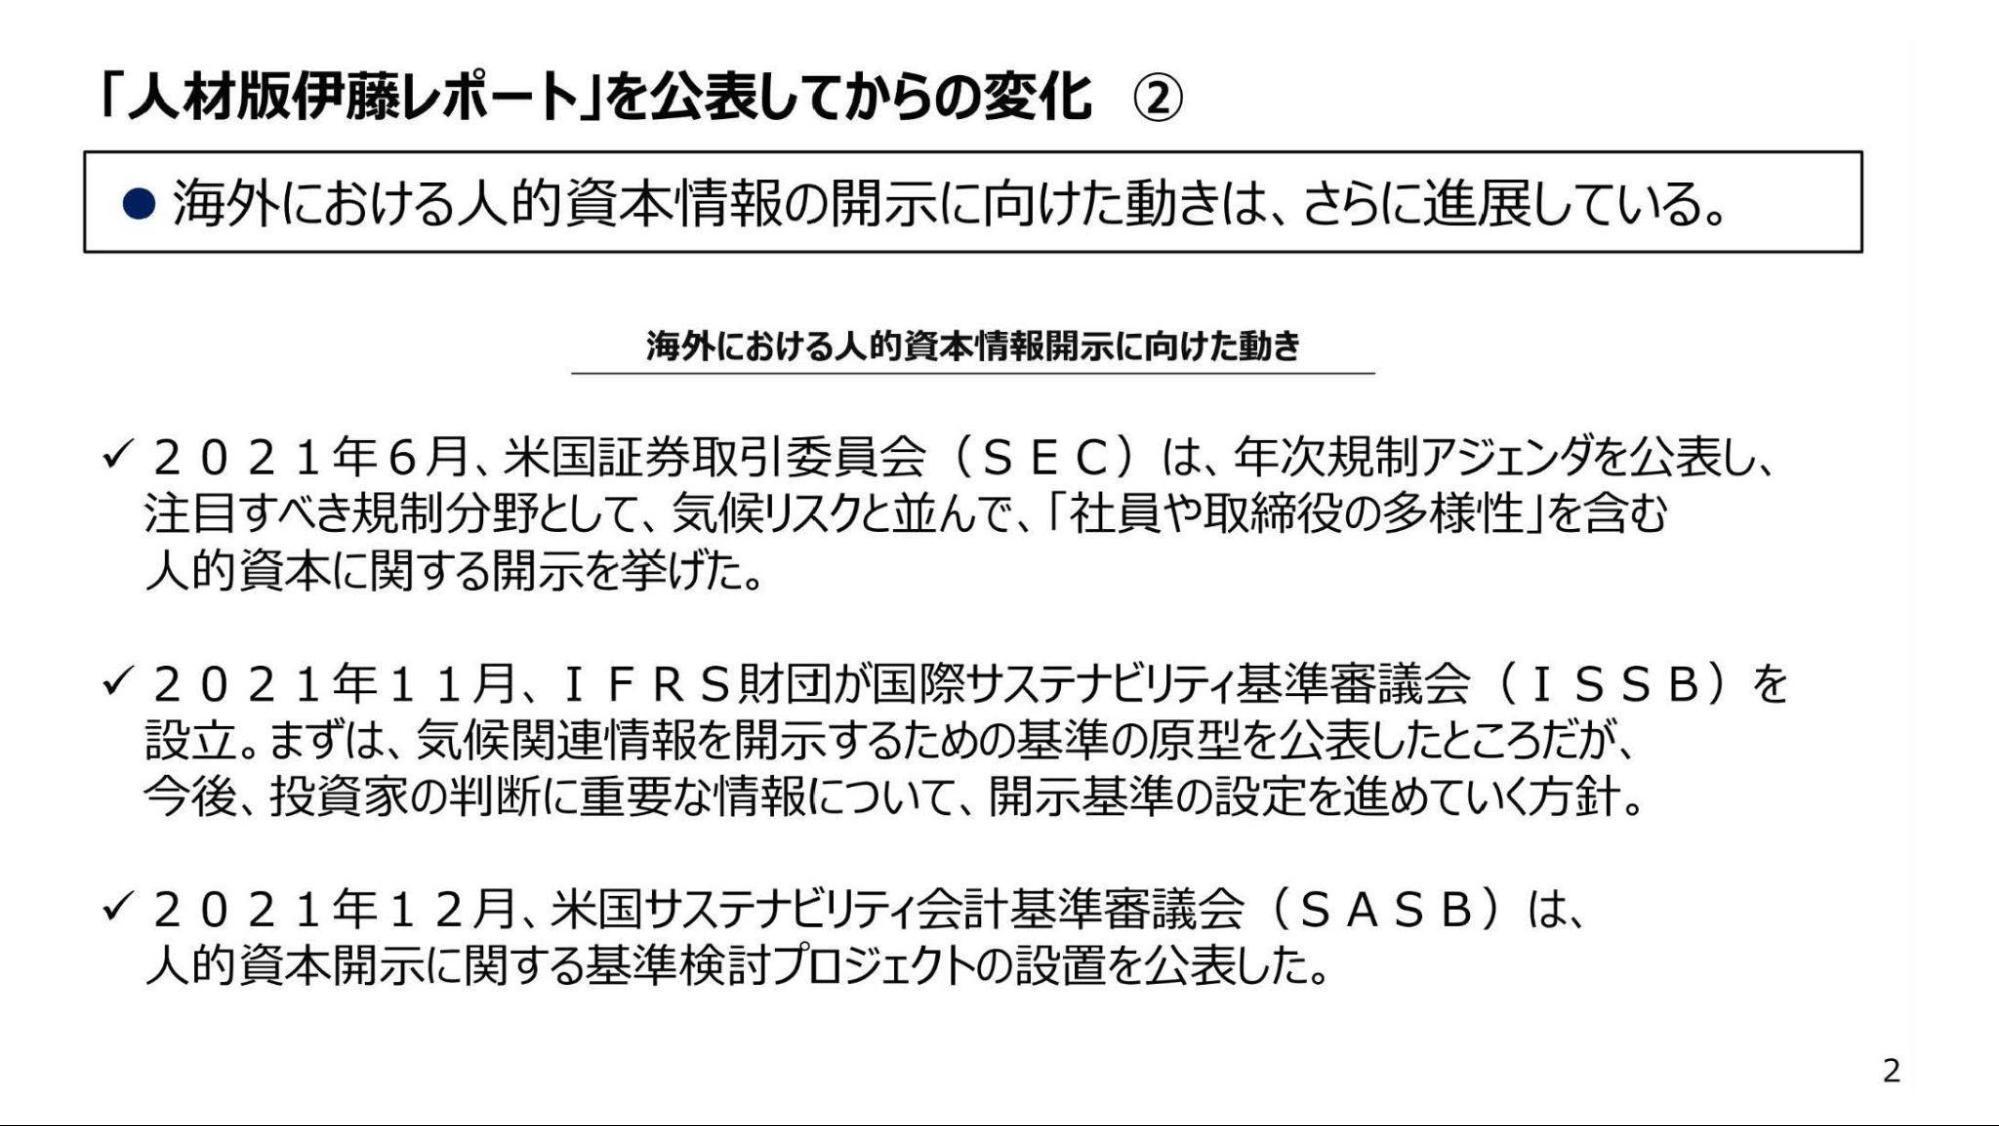 「人材版伊藤レポート」を公表してからの変化　②
● 海外における人的資本情報の開示に向けた動きは、さらに進展している。
海外における人的資本情報開示に向けた動き
✓ ２０２１年６月、米国証券取引委員会（ＳＥＣ）は、年次規制アジェンダを公表し、
注目すべき規制分野として、気候リスクと並んで、「社員や取締役の多様性」を含む
人的資本に関する開示を挙げた。
✓ ２０２１年１１月、ＩＦＲＳ財団が国際サステナビリティ基準審議会（ＩＳＳＢ）を
設立。まずは、気候関連情報を開示するための基準の原型を公表したところだが、
今後、投資家の判断に重要な情報について、開示基準の設定を進めていく方針。
✓ ２０２１年１２月、米国サステナビリティ会計基準審議会（ＳＡＳＢ）は、
人的資本開示に関する基準検討プロジェクトの設置を公表した。
2